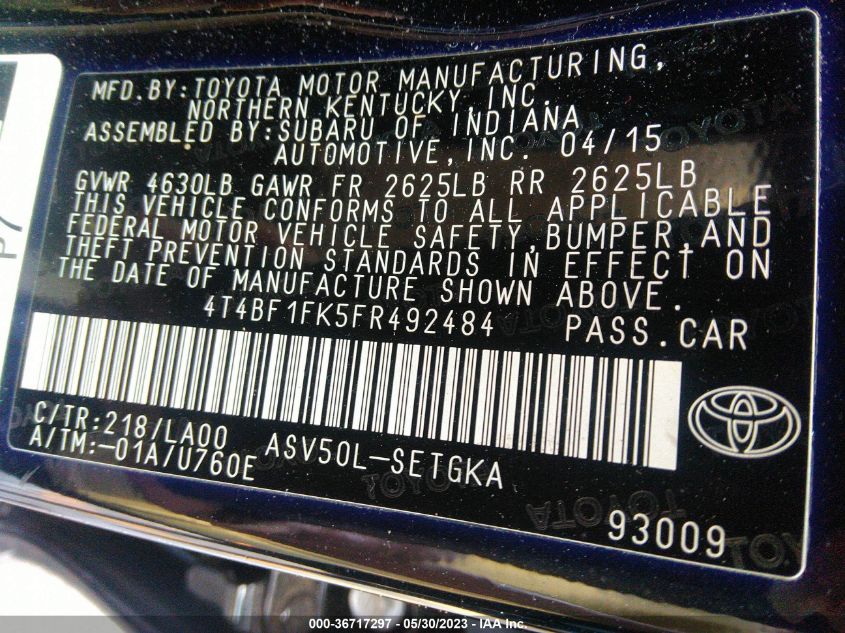 MFD.BY:TOYOTA MOTOR MANUFACTURING,
NORTHERN KENTUCKY,INC.
ASSEMBLED BY:SUBARU OF INDIANA
AUTOMOTIVE,INC. 04/15
GVWR 4630LB GAWR FR 2625LB RR 2625LB
THIS VEHICLE CONFORMS TO ALL APPLICABLE
FEDERAL MOTOR VEHICLE SAFETY,BUMPER,AND
THEFT PREVENTION STANDARDS IN EFFECT ON
THE DATE OF MANUFACTURE SHOWN ABOVE.
4T4BF1FK5FR492484 PASS.CAR
C/TR:218/LA00
A/TM:-01A/U760E
ASV50L-SETGKA
93009
000-36717297 - 05/30/2023 - IAA Inc.